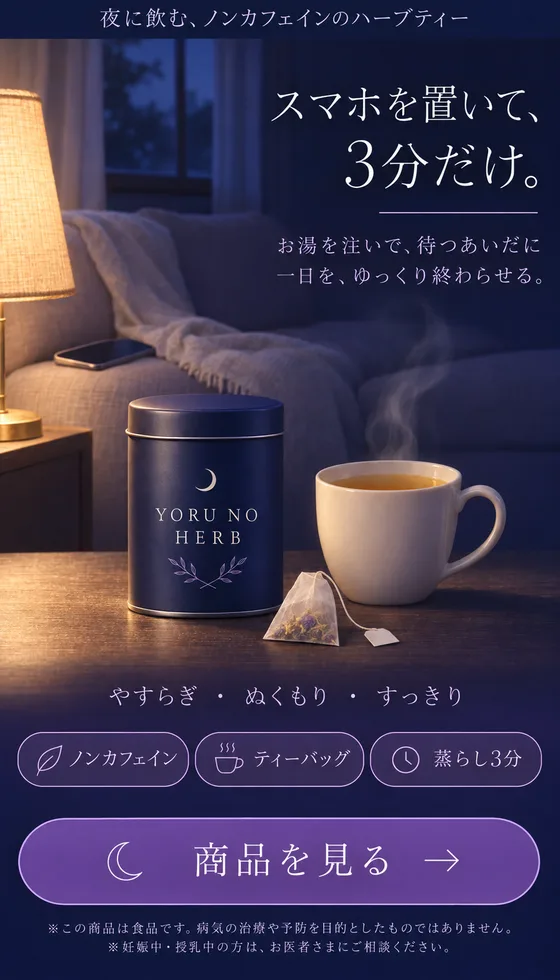 夜に飲む、ノンカフェインのハーブティー
スマホを置いて、
3分だけ。
お湯を注いで、待つあいだに
一日を、ゆっくり終わらせる。
YORU NO
HERB
やすらぎ ・ ぬくもり ・ すっきり
ノンカフェイン
ティーバッグ
蒸らし3分
商品を見る →
※この商品は食品です。病気の治療や予防を目的としたものではありません。
※妊娠中・授乳中の方は、お医者さまにご相談ください。